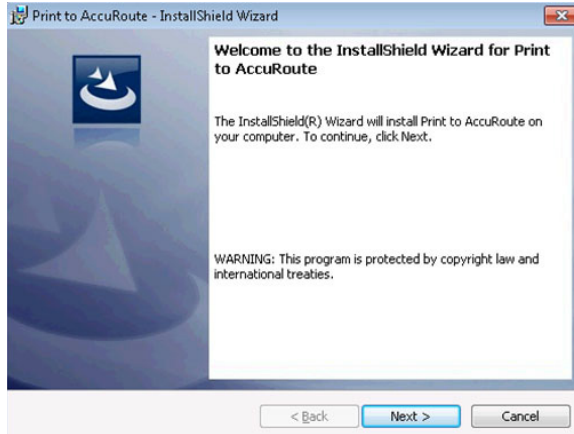 Print to AccuRoute - InstallShield Wizard
Welcome to the InstallShield Wizard for Print
to AccuRoute
The InstallShield(R) Wizard will install Print to AccuRoute on
your computer. To continue, click Next.
WARNING: This program is protected by copyright law and
international treaties.
< Back
Next >
Cancel